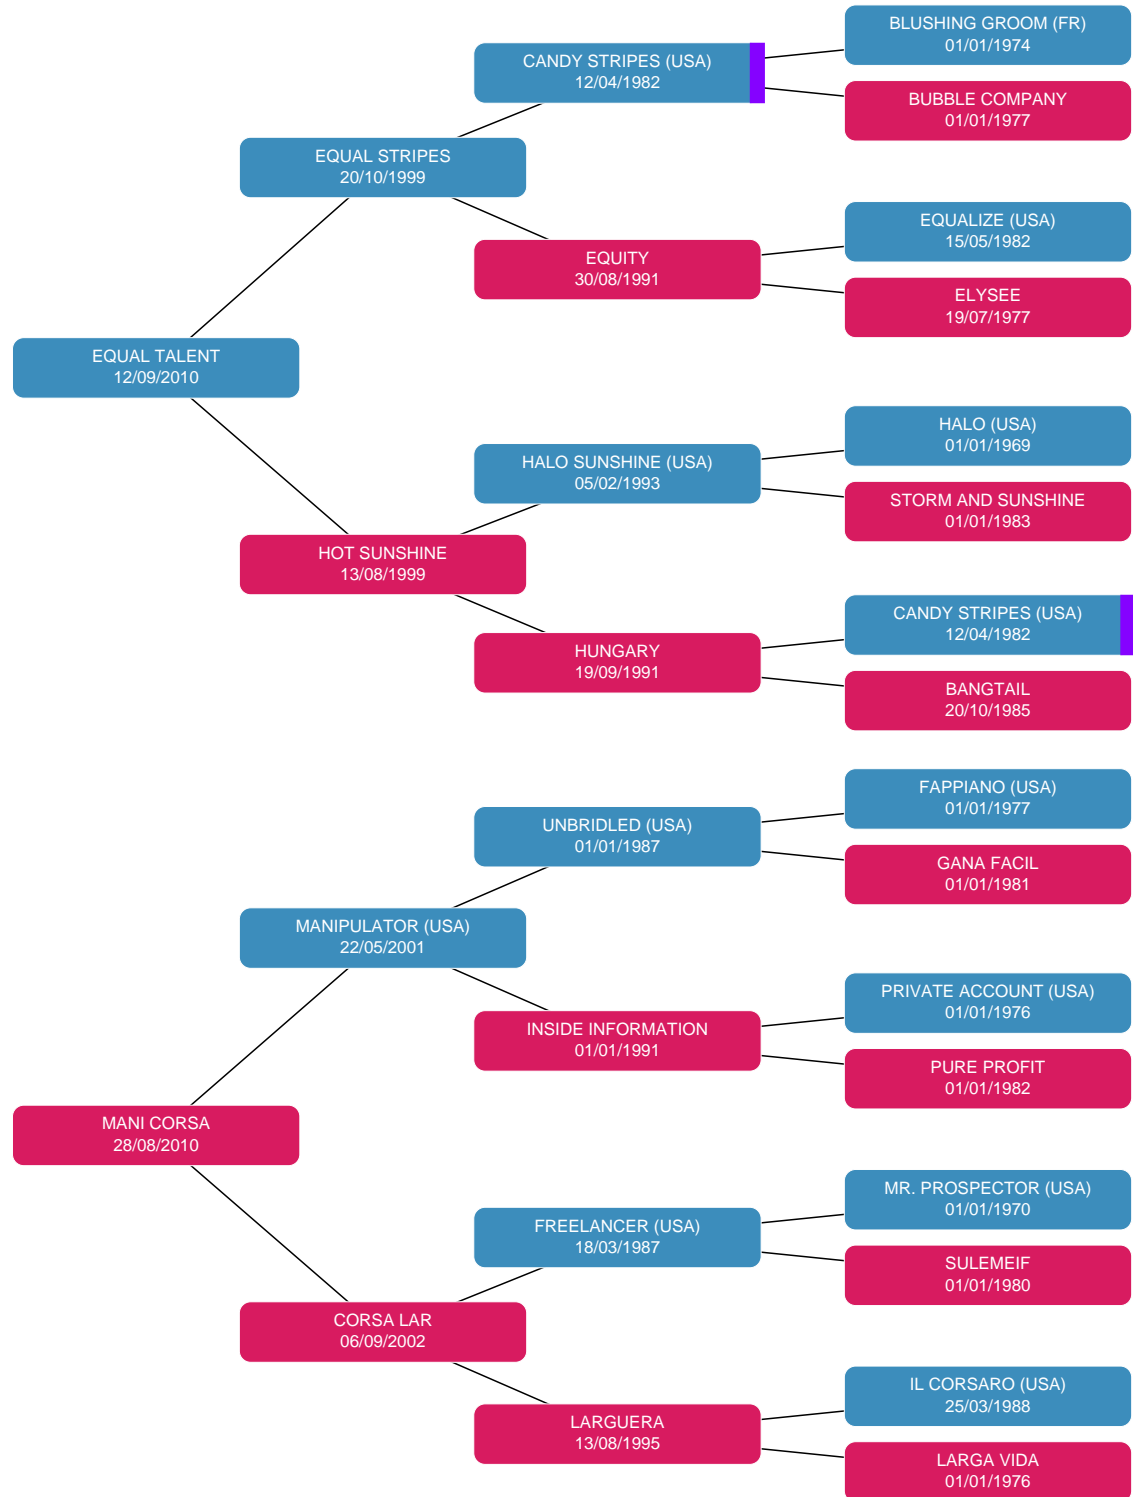 BLUSHING GROOM (FR)
01/01/1974
CANDY STRIPES (USA)
12/04/1982
BUBBLE COMPANY
01/01/1977
EQUAL STRIPES
20/10/1999
EQUALIZE (USA)
15/05/1982
EQUITY
30/08/1991
ELYSEE
19/07/1977
EQUAL TALENT
12/09/2010
HALO (USA)
01/01/1969
HALO SUNSHINE (USA)
05/02/1993
STORM AND SUNSHINE
01/01/1983
HOT SUNSHINE
13/08/1999
CANDY STRIPES (USA)
12/04/1982
HUNGARY
19/09/1991
BANGTAIL
20/10/1985
FAPPIANO (USA)
01/01/1977
UNBRIDLED (USA)
01/01/1987
GANA FACIL
01/01/1981
MANIPULATOR (USA)
22/05/2001
PRIVATE ACCOUNT (USA)
01/01/1976
INSIDE INFORMATION
01/01/1991
PURE PROFIT
01/01/1982
MANI CORSA
28/08/2010
MR. PROSPECTOR (USA)
01/01/1970
FREELANCER (USA)
18/03/1987
SULEMEIF
01/01/1980
CORSA LAR
06/09/2002
IL CORSARO (USA)
25/03/1988
LARGUERA
13/08/1995
LARGA VIDA
01/01/1976